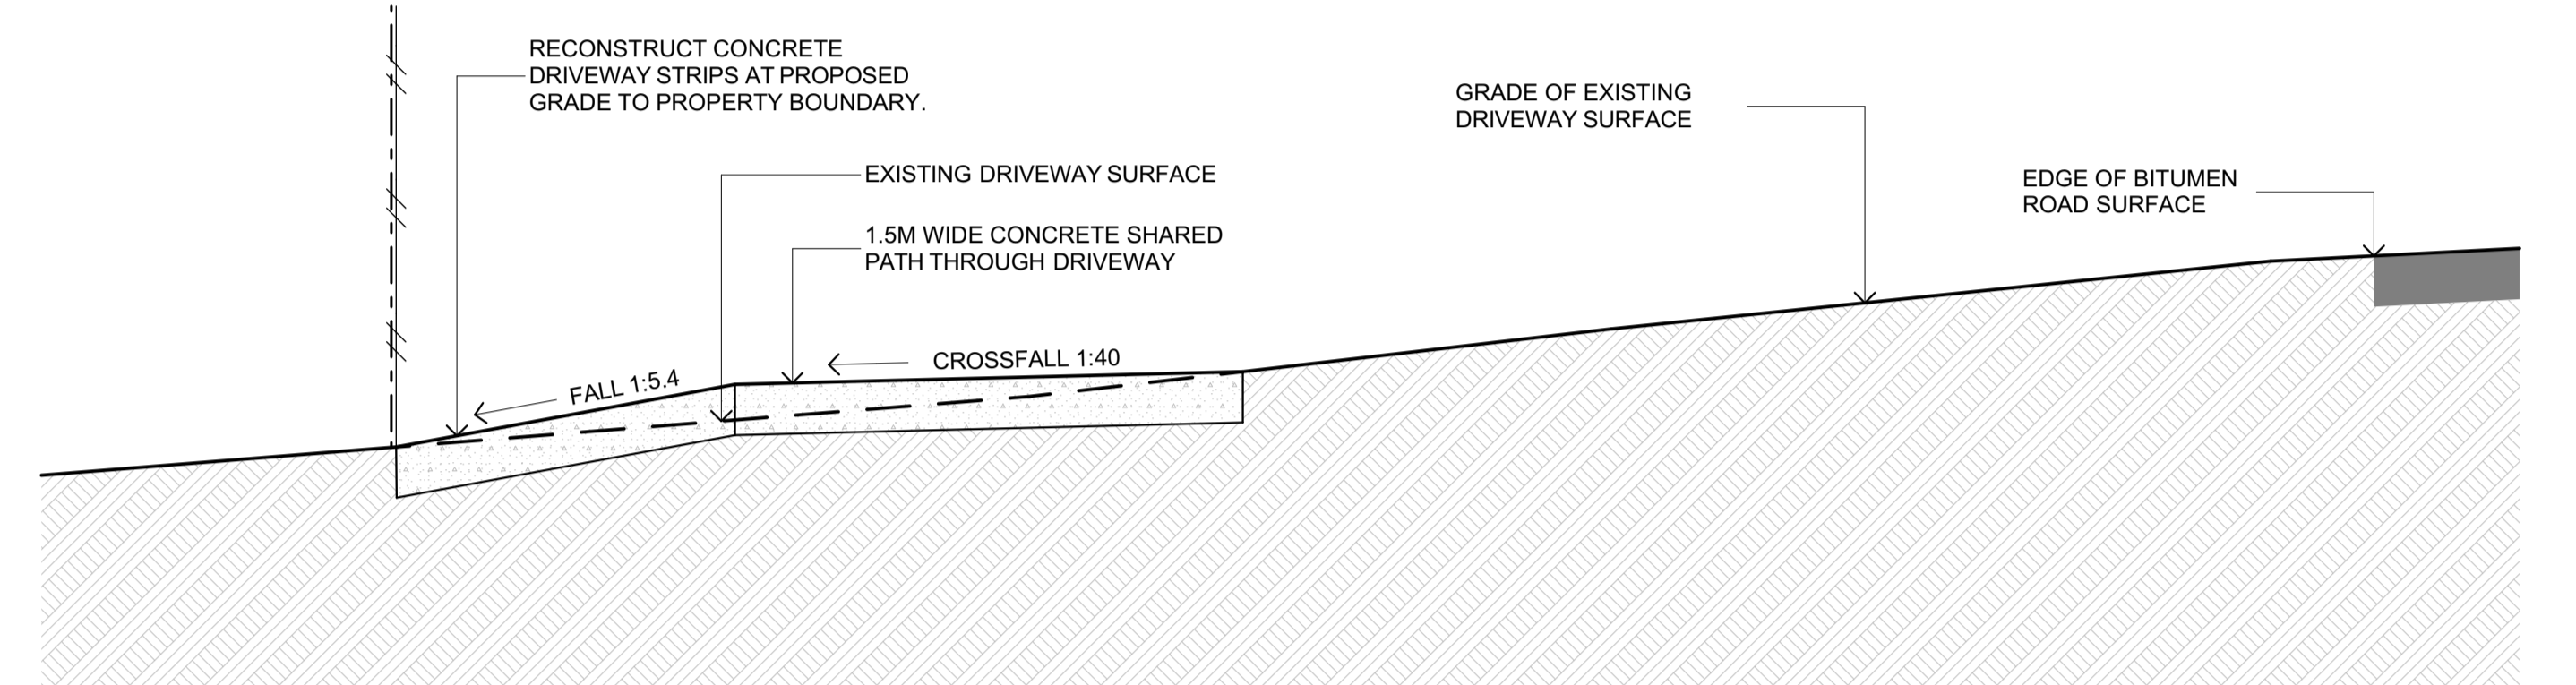 RECONSTRUCT CONCRETE
DRIVEWAY STRIPS AT PROPOSED
GRADE TO PROPERTY BOUNDARY.
GRADE OF EXISTING
DRIVEWAY SURFACE
EXISTING DRIVEWAY SURFACE
EDGE OF BITUMEN
ROAD SURFACE
1.5M WIDE CONCRETE SHARED
PATH THROUGH DRIVEWAY
CROSSFALL 1:40
FALL 1:5.4